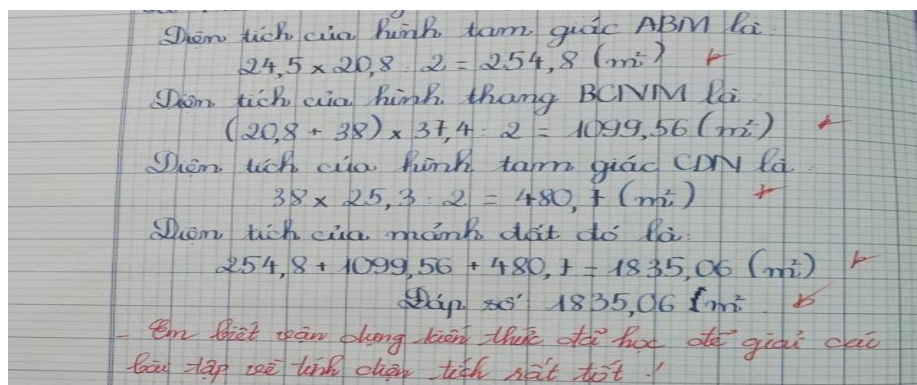 Diện tích của hình tam giác ABM là:
24,5 x 20,8 : 2 = 254,8 (m²)
Diện tích của hình thang BCNM là:
(20,8 + 38) x 37,4 : 2 = 1099,56 (m²)
Diện tích của hình tam giác CDN là:
38 x 25,3 : 2 = 480,7 (m²)
Diện tích của mảnh đất đó là:
254,8 + 1099,56 + 480,7 = 1835,06 (m²)
Đáp số: 1835,06 m²
- Em biết vận dụng kiến thức đã học để giải các
bài tập về tính diện tích rất tốt!